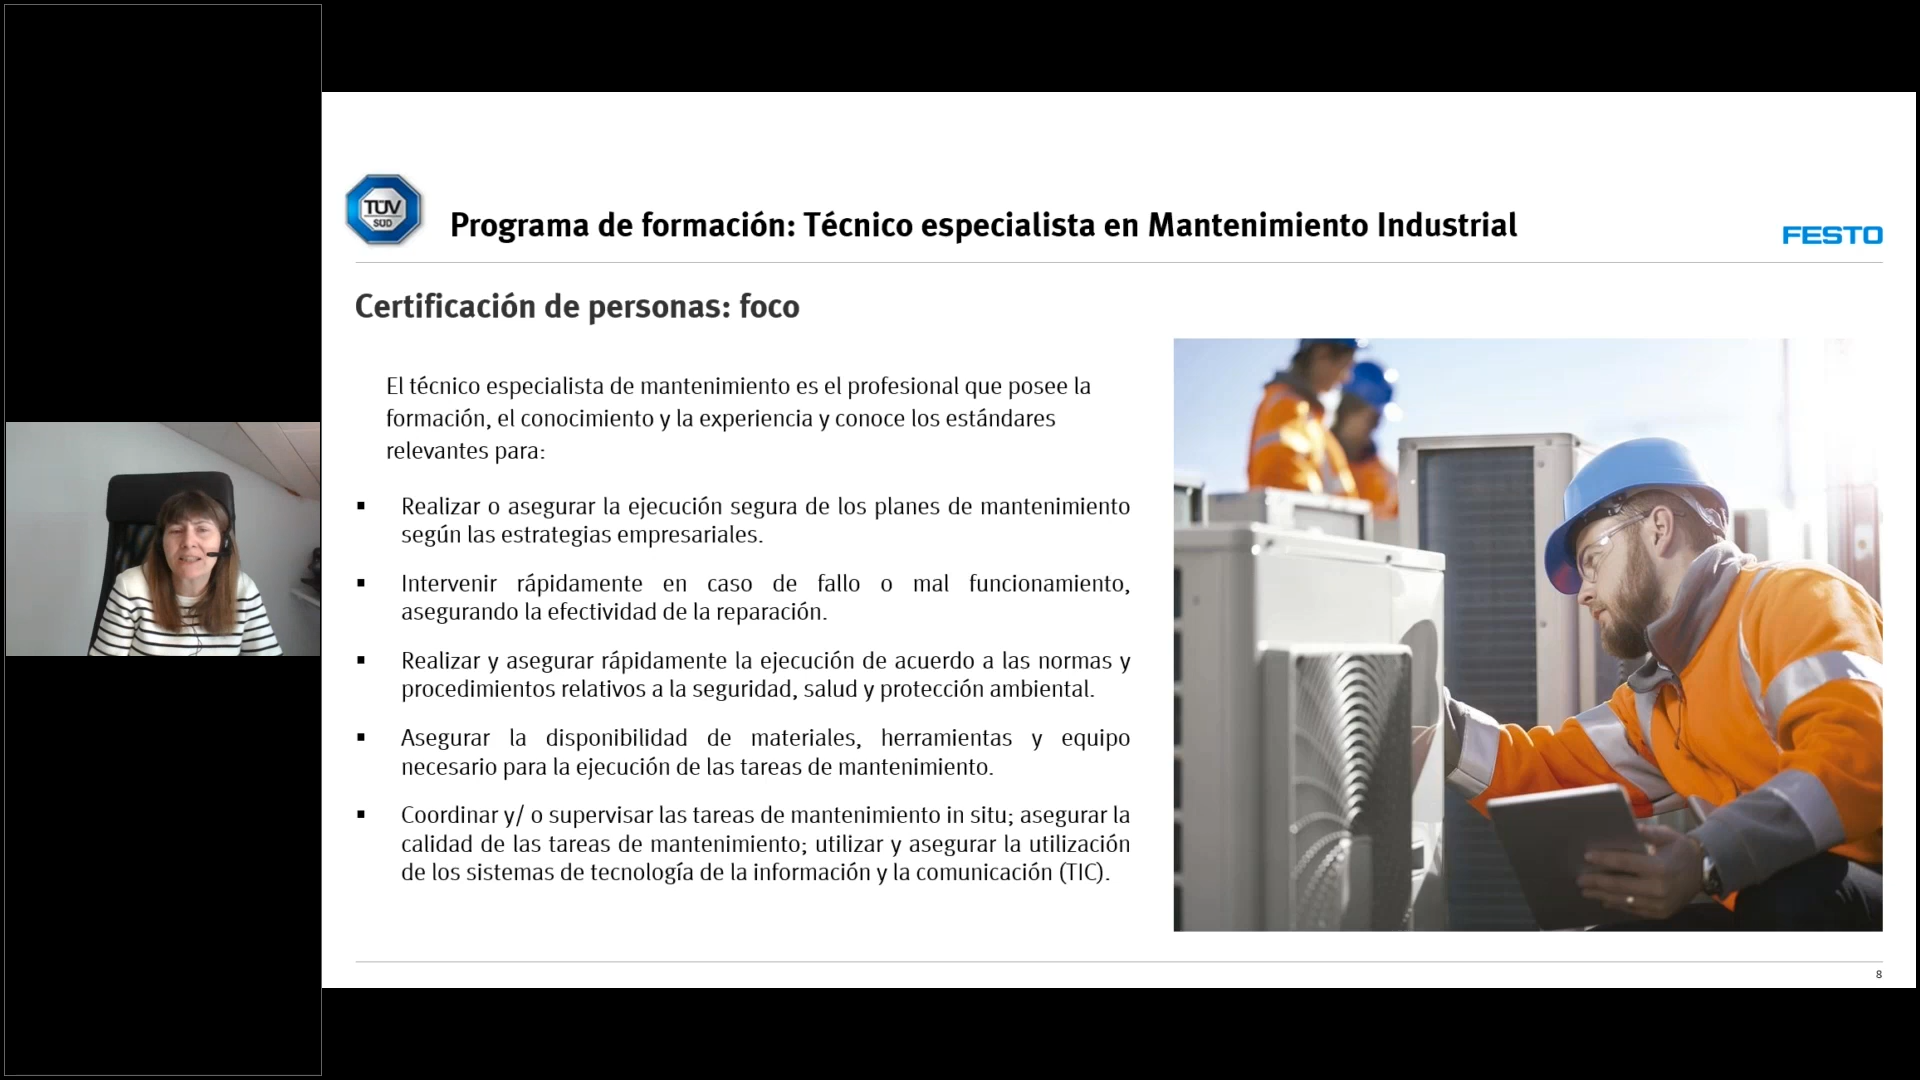 TÜV
SÜD
Programa de formación: Técnico especialista en Mantenimiento Industrial
FESTO
Certificación de personas: foco
El técnico especialista de mantenimiento es el profesional que posee la
formación, el conocimiento y la experiencia y conoce los estándares
relevantes para:
▪ Realizar o asegurar la ejecución segura de los planes de mantenimiento
según las estrategias empresariales.
▪ Intervenir rápidamente en caso de fallo o mal funcionamiento,
asegurando la efectividad de la reparación.
▪ Realizar y asegurar rápidamente la ejecución de acuerdo a las normas y
procedimientos relativos a la seguridad, salud y protección ambiental.
▪ Asegurar la disponibilidad de materiales, herramientas y equipo
necesario para la ejecución de las tareas de mantenimiento.
▪ Coordinar y/ o supervisar las tareas de mantenimiento in situ; asegurar la
calidad de las tareas de mantenimiento; utilizar y asegurar la utilización
de los sistemas de tecnología de la información y la comunicación (TIC).
8